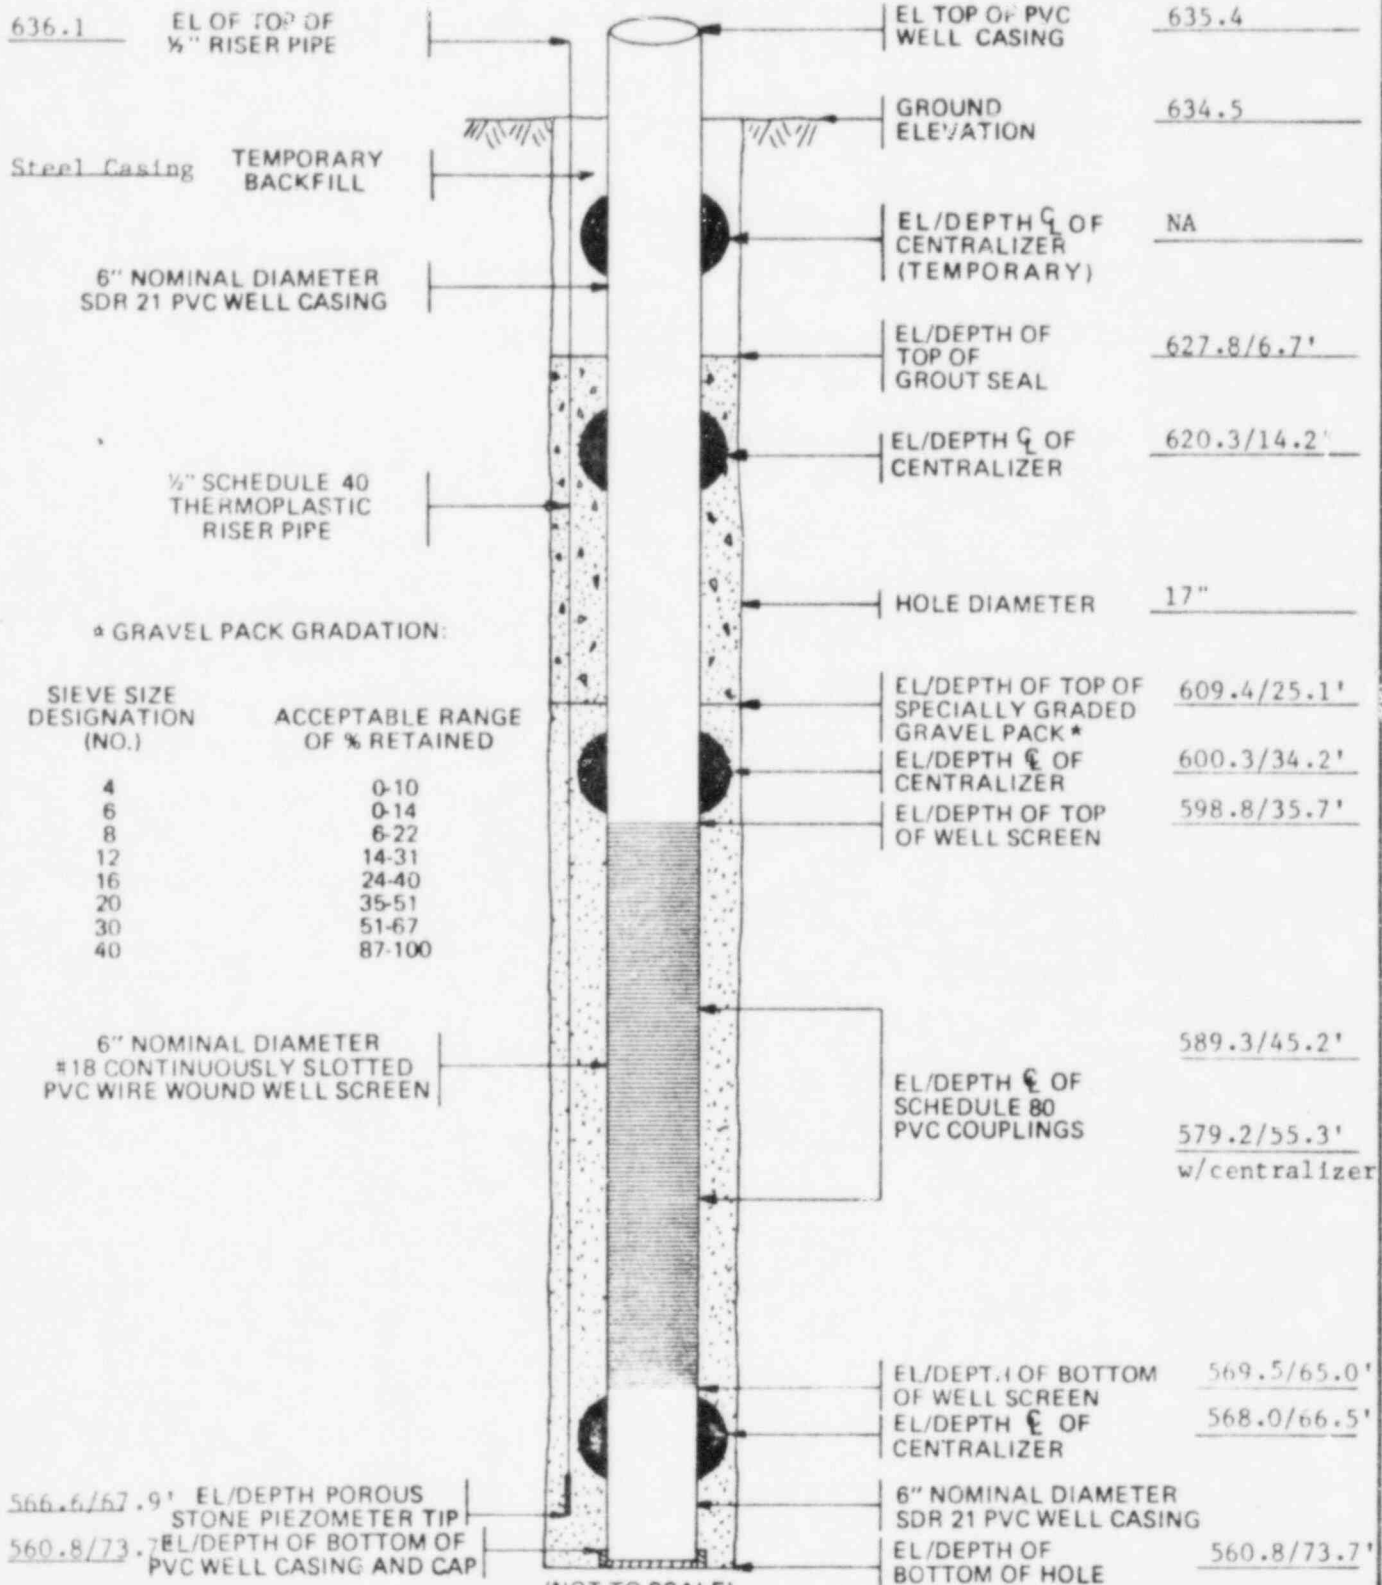 636.1
EL OF TOP OF
½" RISER PIPE
EL TOP OF PVC
WELL CASING
635.4
GROUND
ELEVATION
634.5
Steel Casing
TEMPORARY
BACKFILL
EL/DEPTH ℄ OF
CENTRALIZER
(TEMPORARY)
NA
6" NOMINAL DIAMETER
SDR 21 PVC WELL CASING
EL/DEPTH OF
TOP OF
GROUT SEAL
627.8/6.7'
EL/DEPTH ℄ OF
CENTRALIZER
620.3/14.2'
½" SCHEDULE 40
THERMOPLASTIC
RISER PIPE
HOLE DIAMETER
17"
* GRAVEL PACK GRADATION:
SIEVE SIZE
DESIGNATION
(NO.)
ACCEPTABLE RANGE
OF % RETAINED
4 0-10
6 0-14
8 6-22
12 14-31
16 24-40
20 35-51
30 51-67
40 87-100
EL/DEPTH OF TOP OF
SPECIALLY GRADED
GRAVEL PACK *
609.4/25.1'
EL/DEPTH ℄ OF
CENTRALIZER
600.3/34.2'
EL/DEPTH OF TOP
OF WELL SCREEN
598.8/35.7'
6" NOMINAL DIAMETER
#18 CONTINUOUSLY SLOTTED
PVC WIRE WOUND WELL SCREEN
EL/DEPTH ℄ OF
SCHEDULE 80
PVC COUPLINGS
589.3/45.2'
579.2/55.3'
w/centralizer
EL/DEPTH OF BOTTOM
OF WELL SCREEN
569.5/65.0'
EL/DEPTH ℄ OF
CENTRALIZER
568.0/66.5'
566.6/67.9'
EL/DEPTH POROUS
STONE PIEZOMETER TIP
6" NOMINAL DIAMETER
SDR 21 PVC WELL CASING
560.8/73.7'
EL/DEPTH OF BOTTOM OF
PVC WELL CASING AND CAP
EL/DEPTH OF
BOTTOM OF HOLE
560.8/73.7'
(NOT TO SCALE)